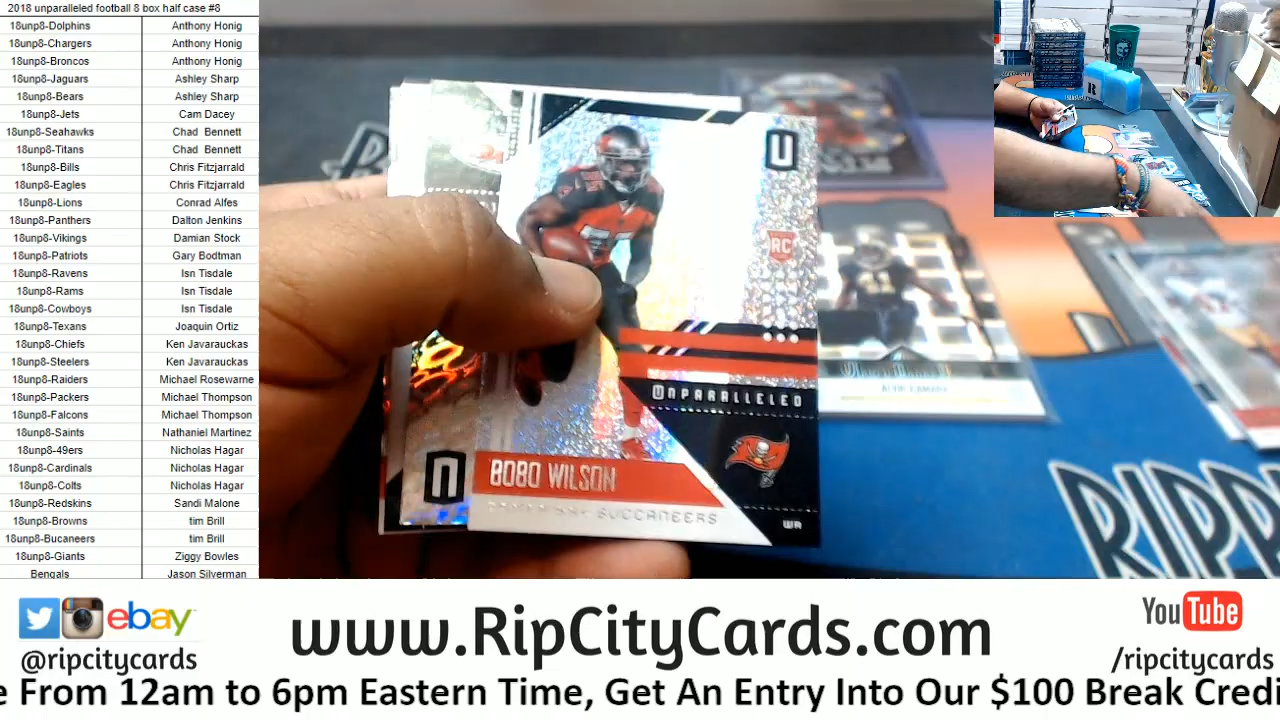 2018 unparalleled football 8 box half case #8
18unp8-Dolphins Anthony Honig
18unp8-Chargers Anthony Honig
18unp8-Broncos Anthony Honig
18unp8-Jaguars Ashley Sharp
18unp8-Bears Ashley Sharp
18unp8-Jets Cam Dacey
18unp8-Seahawks Chad Bennett
18unp8-Titans Chad Bennett
18unp8-Bills Chris Fitzjarrald
18unp8-Eagles Chris Fitzjarrald
18unp8-Lions Conrad Alfes
18unp8-Panthers Dalton Jenkins
18unp8-Vikings Damian Stock
18unp8-Patriots Gary Bodtman
18unp8-Ravens Isn Tisdale
18unp8-Rams Isn Tisdale
18unp8-Cowboys Isn Tisdale
18unp8-Texans Joaquin Ortiz
18unp8-Chiefs Ken Javarauckas
18unp8-Steelers Ken Javarauckas
18unp8-Raiders Michael Rosewarne
18unp8-Packers Michael Thompson
18unp8-Falcons Michael Thompson
18unp8-Saints Nathaniel Martinez
18unp8-49ers Nicholas Hagar
18unp8-Cardinals Nicholas Hagar
18unp8-Colts Nicholas Hagar
18unp8-Redskins Sandi Malone
18unp8-Browns tim Brill
18unp8-Bucaneers tim Brill
18unp8-Giants Ziggy Bowles
Bengals Jason Silverman
U
RC
UNPARALLELED
BOBO WILSON
BUCCANEERS
WR
RIPP
ebay
@ripcitycards
www.RipCityCards.com
YouTube
/ripcitycards
e From 12am to 6pm Eastern Time, Get An Entry Into Our $100 Break Credi